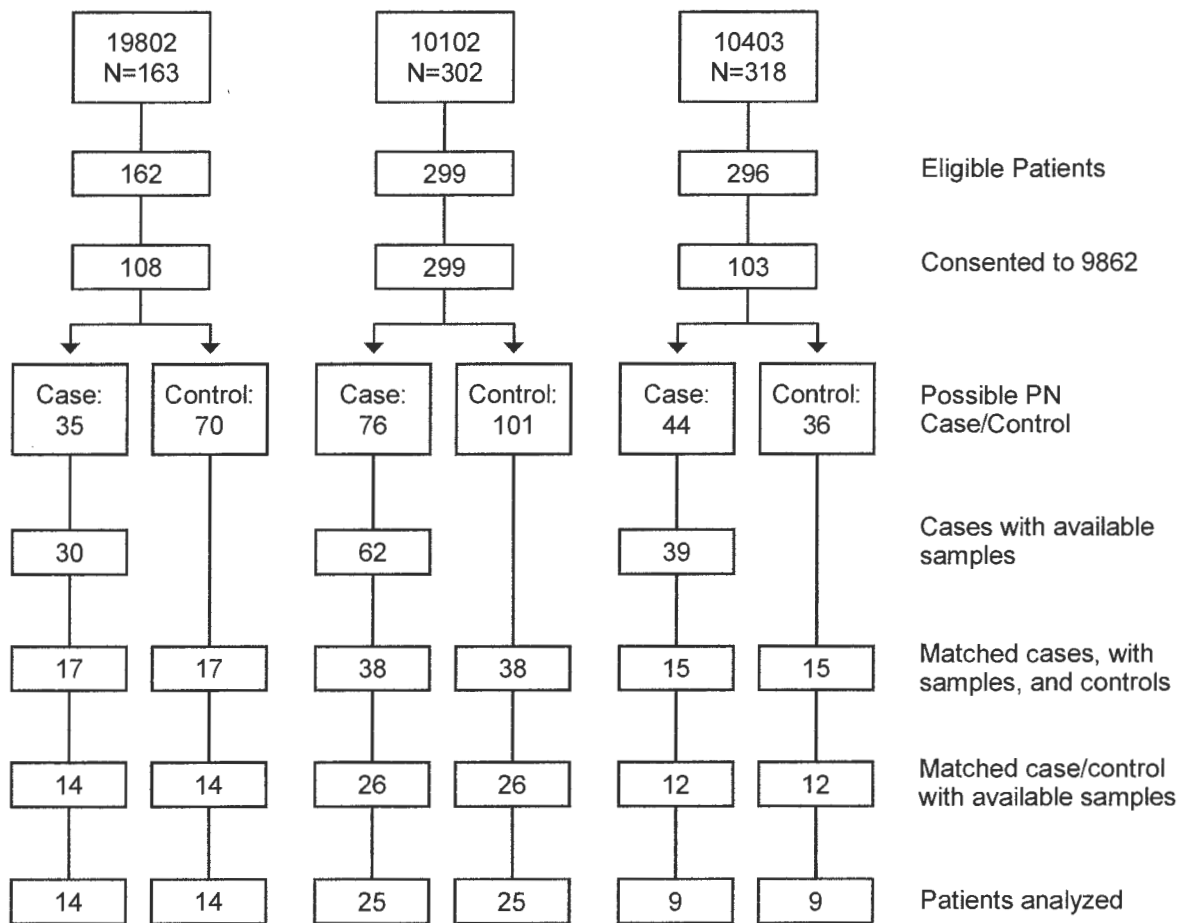 19802
N=163
10102
N=302
10403
N=318
162
299
296
Eligible Patients
108
299
103
Consented to 9862
Case:
35
Control:
70
Case:
76
Control:
101
Case:
44
Control:
36
Possible PN
Case/Control
30
62
39
Cases with available
samples
17
17
38
38
15
15
Matched cases, with
samples, and controls
14
14
26
26
12
12
Matched case/control
with available samples
14
14
25
25
9
9
Patients analyzed